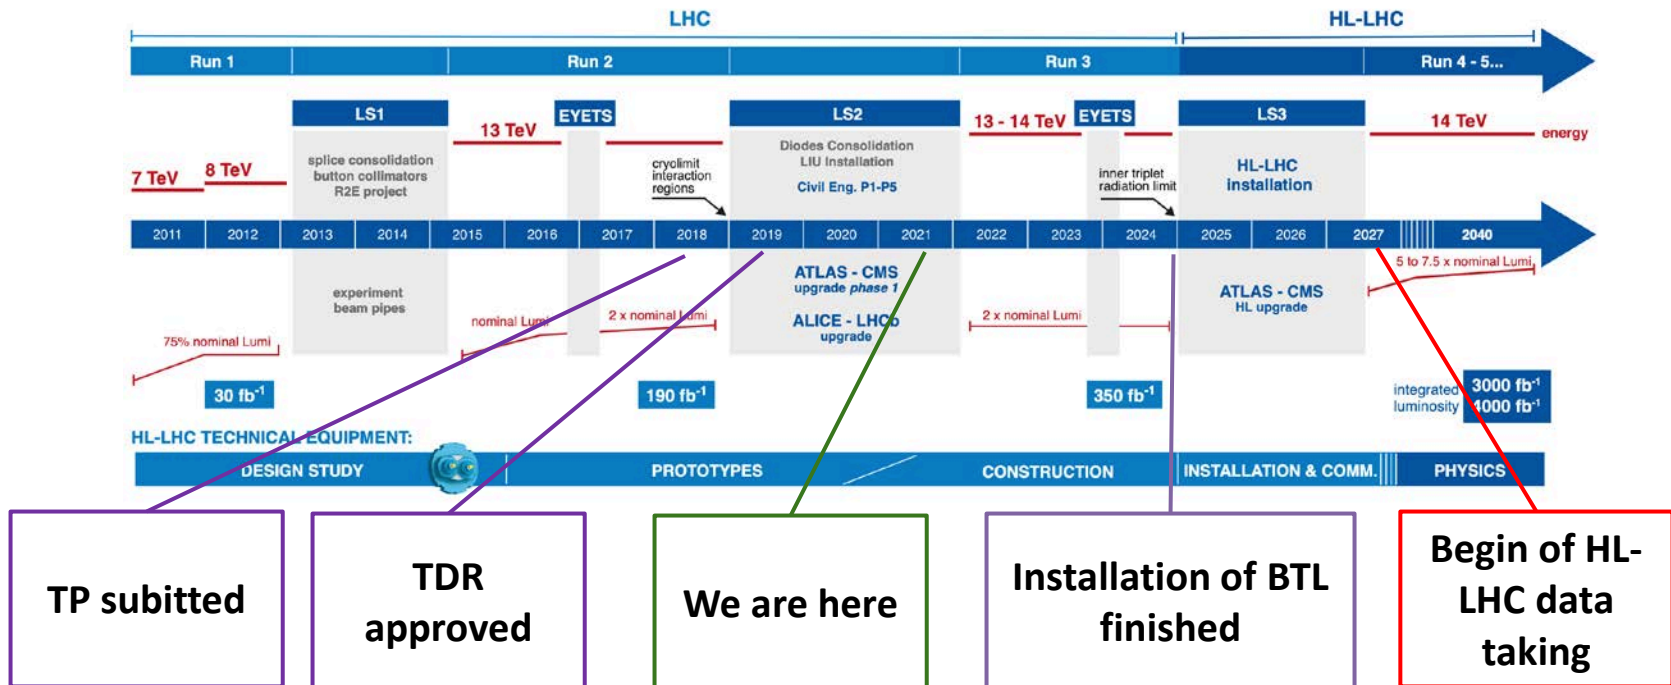 LHC
HL-LHC
Run 1
Run 2
Run 3
Run 4 - 5...
LS1
EYETS
LS2
EYETS
LS3
7 TeV
8 TeV
13 TeV
13 - 14 TeV
14 TeV
energy
splice consolidation
button collimators
R2E project
cryolimit
interaction
regions
Diodes Consolidation
LIU Installation
Civil Eng. P1-P5
inner triplet
radiation limit
HL-LHC
installation
2011 2012 2013 2014 2015 2016 2017 2018 2019 2020 2021 2022 2023 2024 2025 2026 2027 2040
experiment
beam pipes
ATLAS - CMS
upgrade phase 1
ALICE - LHCb
upgrade
ATLAS - CMS
HL upgrade
75% nominal Lumi
nominal Lumi
2 x nominal Lumi
2 x nominal Lumi
5 to 7.5 x nominal Lumi
30 fb⁻¹
190 fb⁻¹
350 fb⁻¹
integrated
luminosity
3000 fb⁻¹
4000 fb⁻¹
HL-LHC TECHNICAL EQUIPMENT:
DESIGN STUDY
PROTOTYPES
CONSTRUCTION
INSTALLATION & COMM.
PHYSICS
TP subitted
TDR
approved
We are here
Installation of BTL
finished
Begin of HL-
LHC data
taking